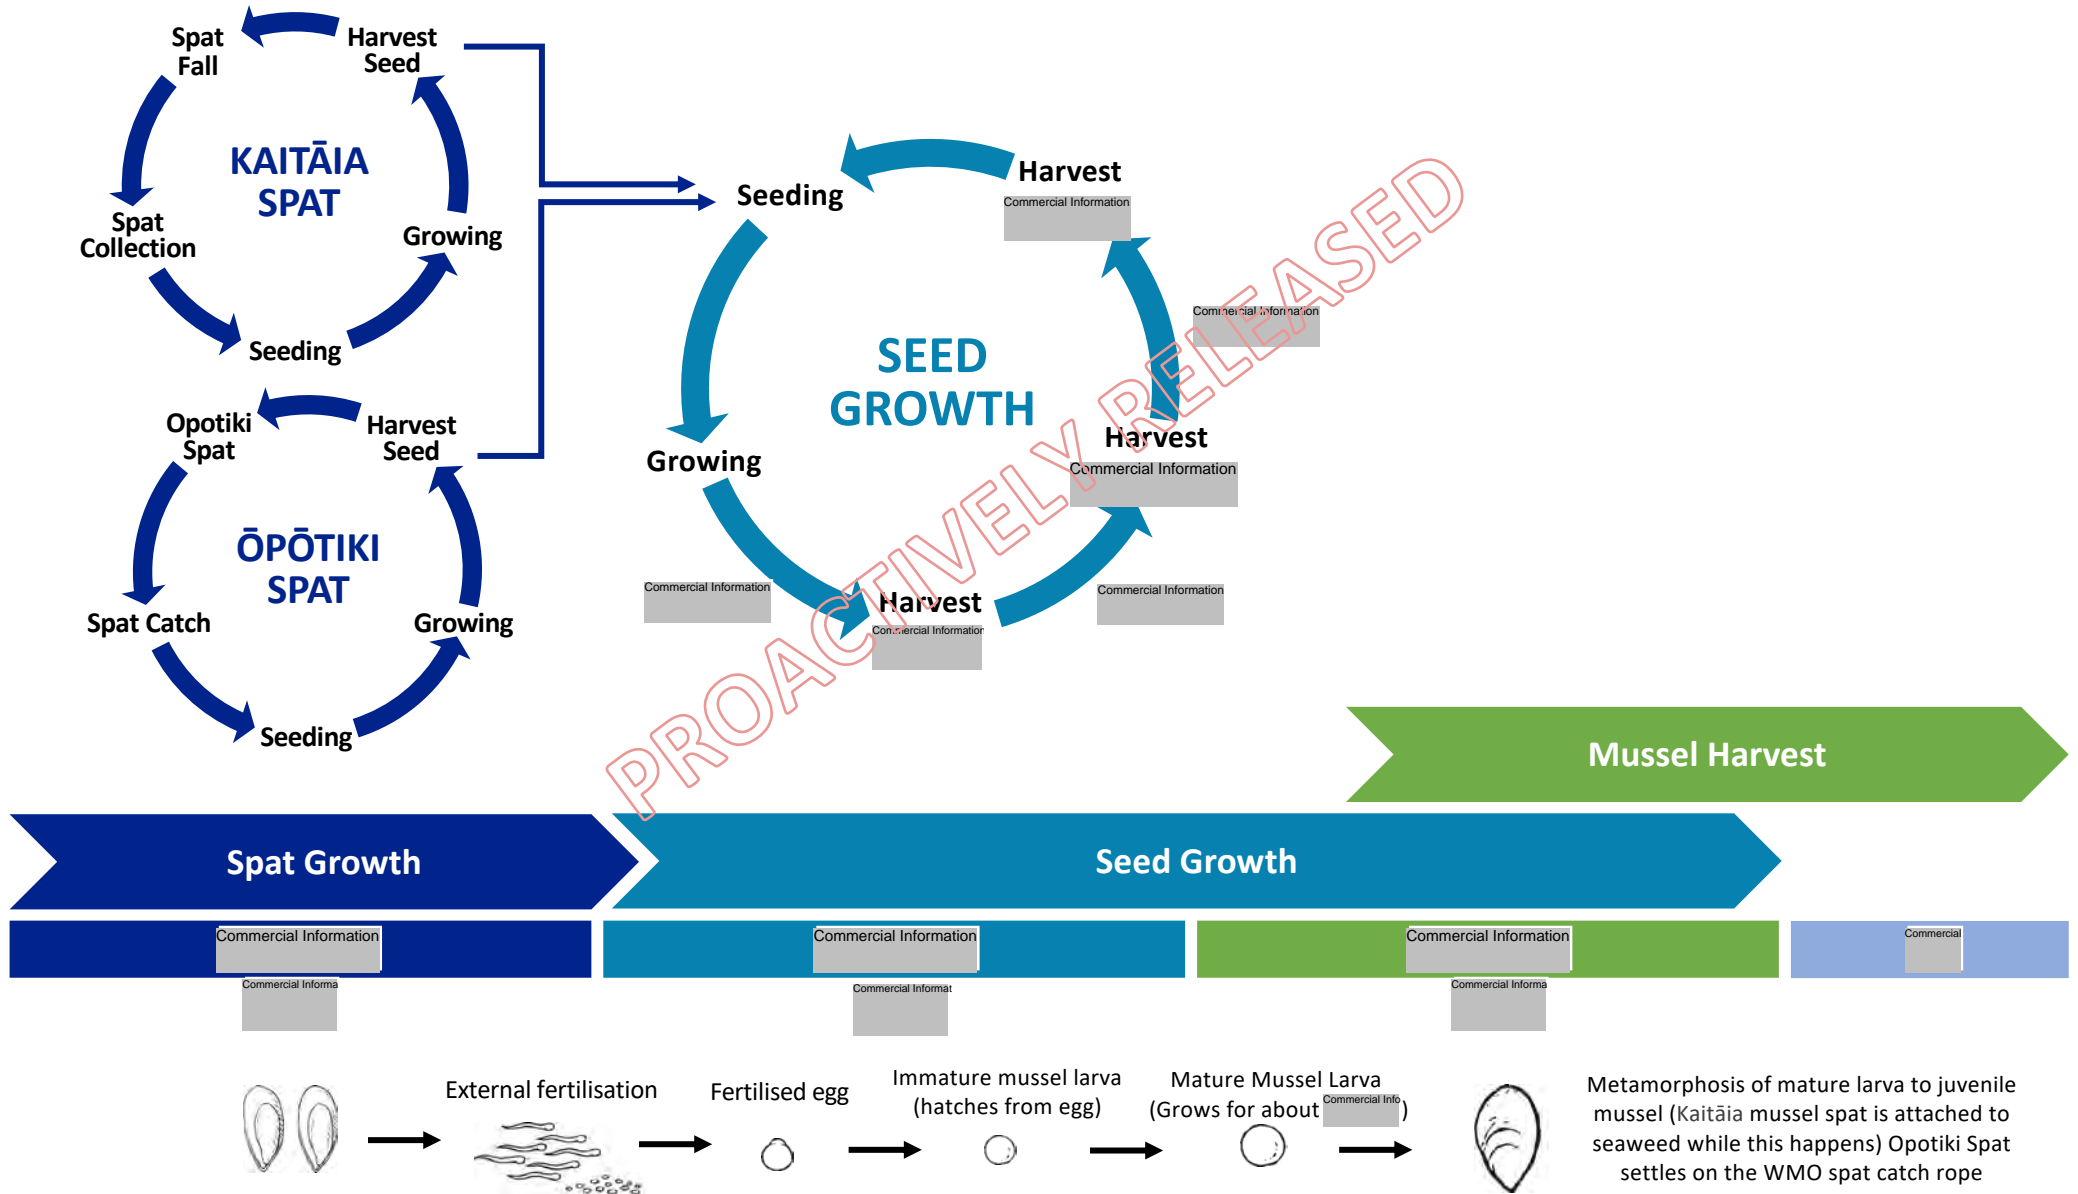 Spat
Fall
Harvest
Seed
KAITĀIA
SPAT
Spat
Collection
Growing
Seeding
Opotiki
Spat
Harvest
Seed
ŌPŌTIKI
SPAT
Spat Catch
Growing
Seeding
Seeding
Harvest
Commercial Information
Commercial Information
SEED
GROWTH
Harvest
Commercial Information
Growing
Commercial Information
Harvest
Commercial Information
Commercial Information
PROACTIVELY RELEASED
Mussel Harvest
Spat Growth
Seed Growth
Commercial Information
Commercial Information
Commercial Information
Commercial
Commercial Informa
Commercial Informat
Commercial Informa
External fertilisation
Fertilised egg
Immature mussel larva
(hatches from egg)
Mature Mussel Larva
(Grows for about Commercial Info )
Metamorphosis of mature larva to juvenile
mussel (Kaitāia mussel spat is attached to
seaweed while this happens) Opotiki Spat
settles on the WMO spat catch rope